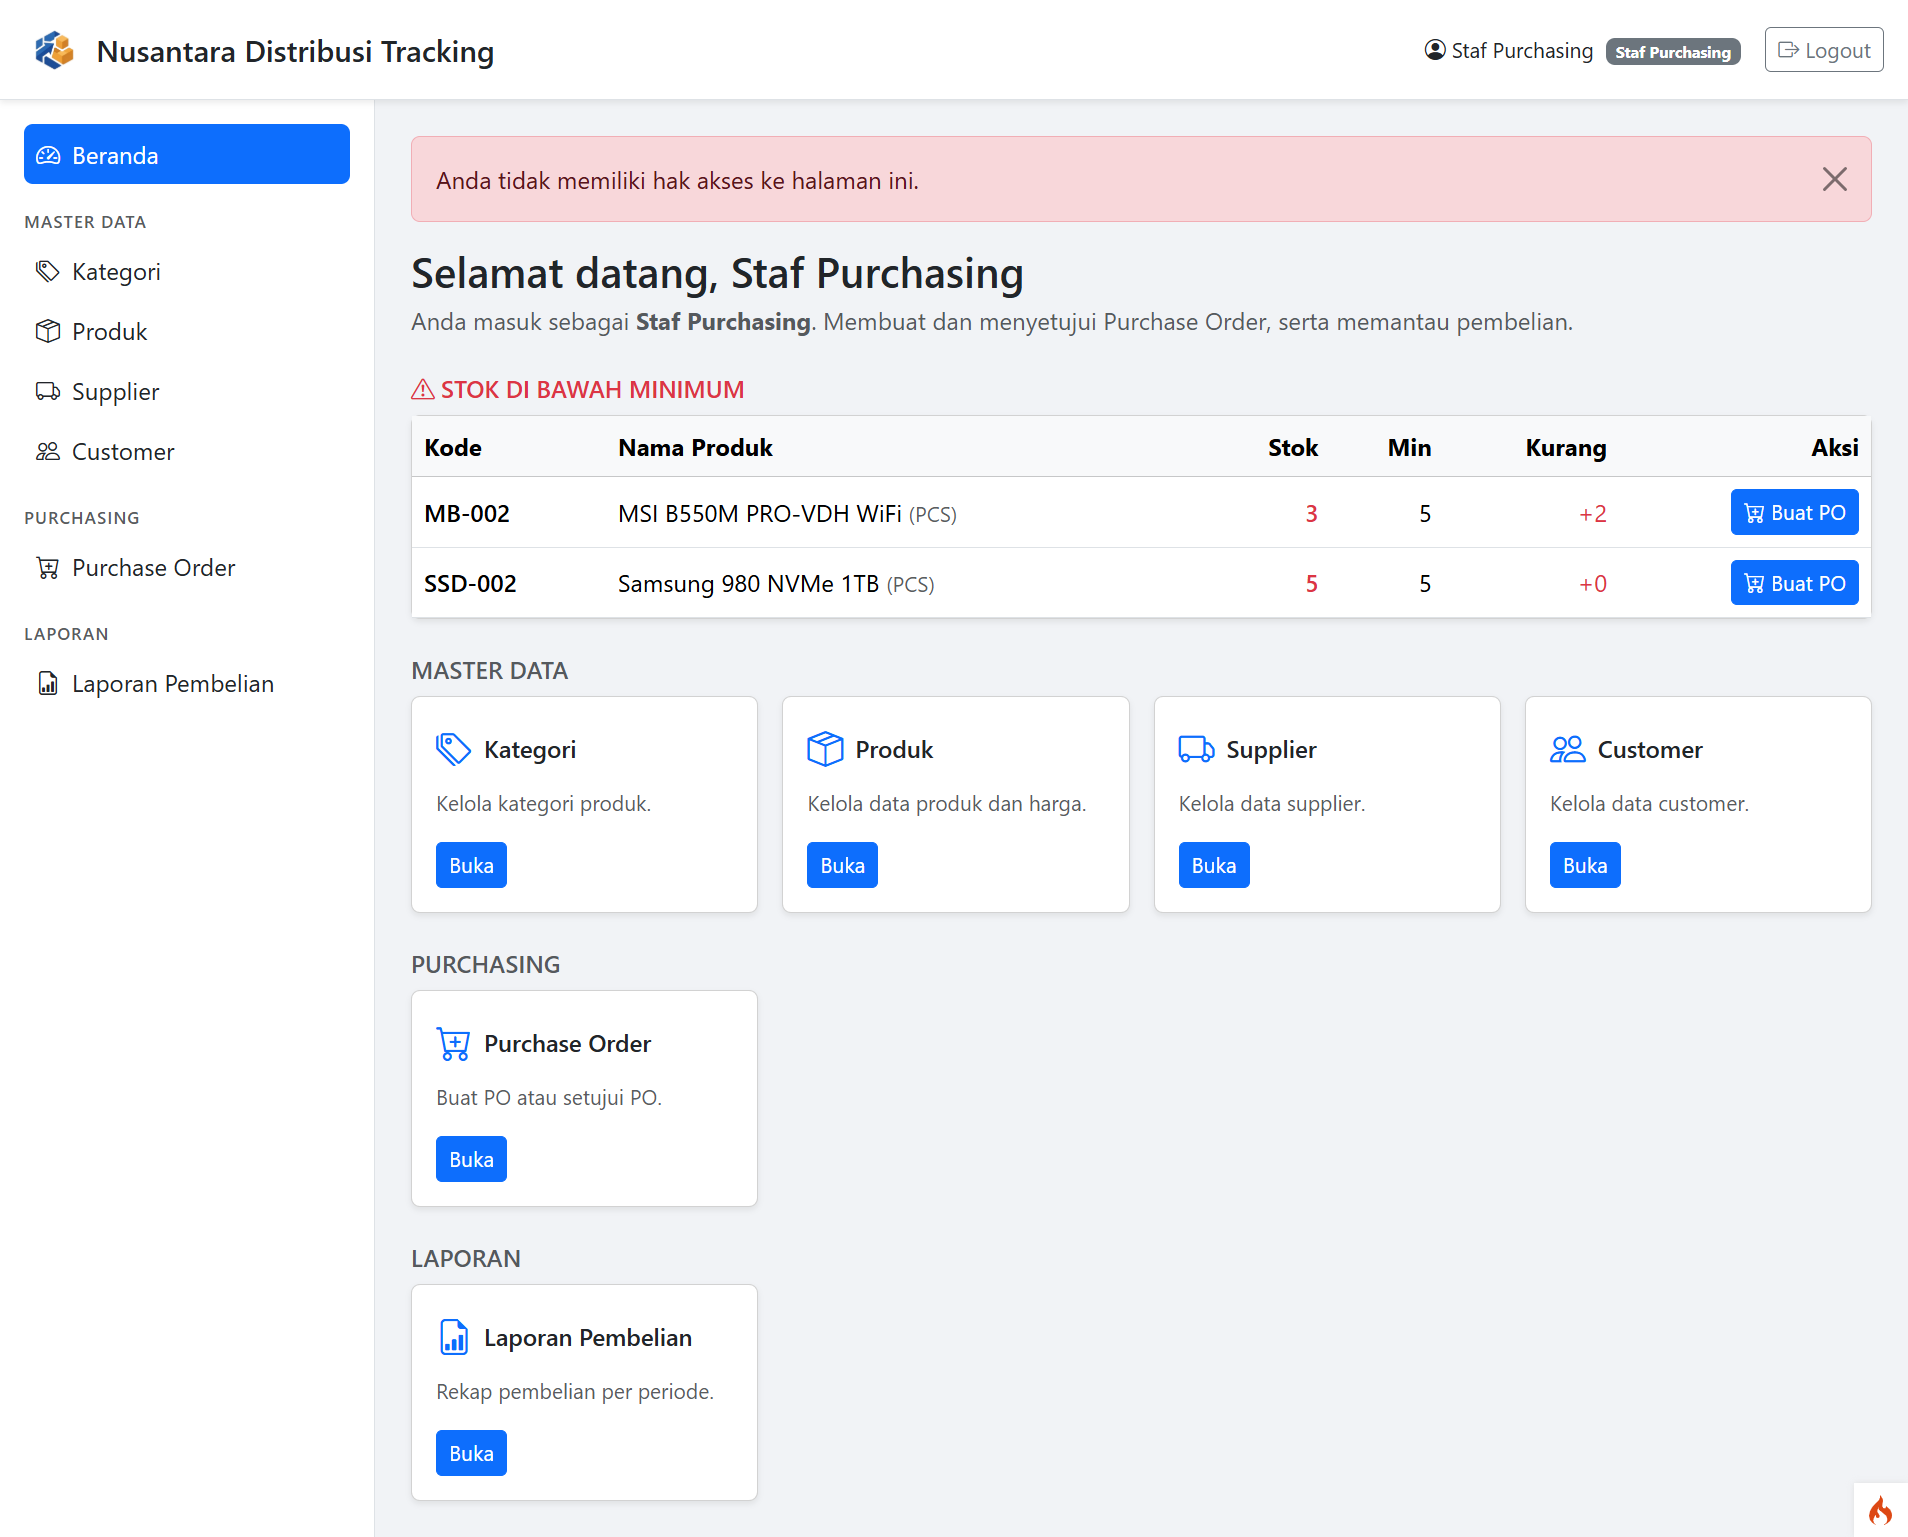 Nusantara Distribusi Tracking
Staf Purchasing Staf Purchasing Logout
Beranda
MASTER DATA
Kategori
Produk
Supplier
Customer
PURCHASING
Purchase Order
LAPORAN
Laporan Pembelian
Anda tidak memiliki hak akses ke halaman ini.
Selamat datang, Staf Purchasing
Anda masuk sebagai Staf Purchasing. Membuat dan menyetujui Purchase Order, serta memantau pembelian.
STOK DI BAWAH MINIMUM
Kode Nama Produk Stok Min Kurang Aksi
MB-002 MSI B550M PRO-VDH WiFi (PCS) 3 5 +2 Buat PO
SSD-002 Samsung 980 NVMe 1TB (PCS) 5 5 +0 Buat PO
MASTER DATA
Kategori
Kelola kategori produk.
Buka
Produk
Kelola data produk dan harga.
Buka
Supplier
Kelola data supplier.
Buka
Customer
Kelola data customer.
Buka
PURCHASING
Purchase Order
Buat PO atau setujui PO.
Buka
LAPORAN
Laporan Pembelian
Rekap pembelian per periode.
Buka